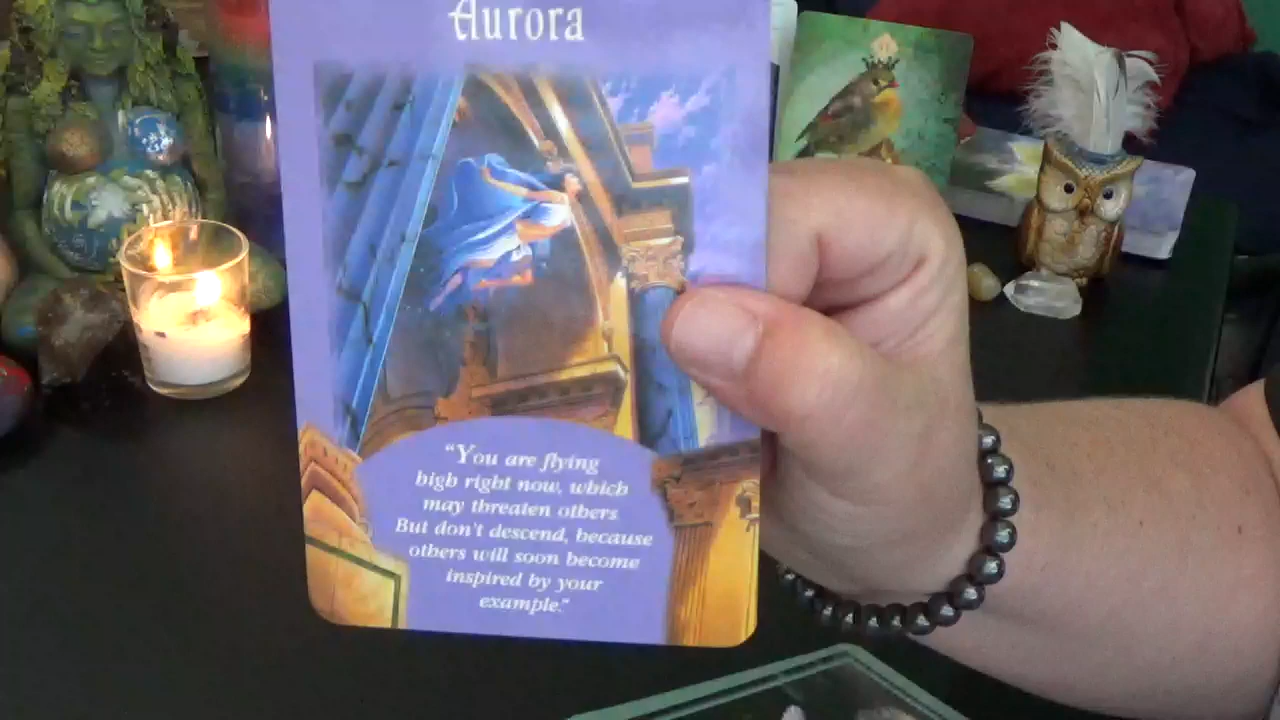 Aurora
"You are flying
high right now, which
may threaten others
But don't descend, because
others will soon become
inspired by your
example."